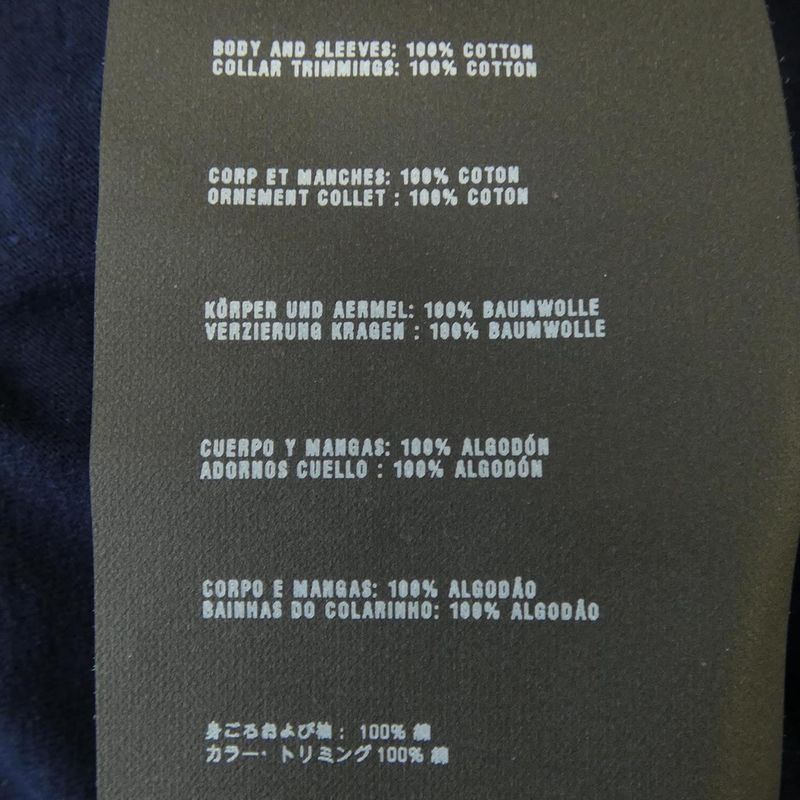 BODY AND SLEEVES: 100% COTTON
COLLAR TRIMMINGS: 100% COTTON
CORP ET MANCHES: 100% COTON
ORNEMENT COLLET : 100% COTON
KÖRPER UND AERMEL: 100% BAUMWOLLE
VERZIERUNG KRAGEN : 100% BAUMWOLLE
CUERPO Y MANGAS: 100% ALGODÓN
ADORNOS CUELLO : 100% ALGODÓN
CORPO E MANGAS: 100% ALGODÃO
BAINHAS DO COLARINHO: 100% ALGODÃO
身ごろおよび袖： 100% 綿
カラー・トリミング 100% 綿